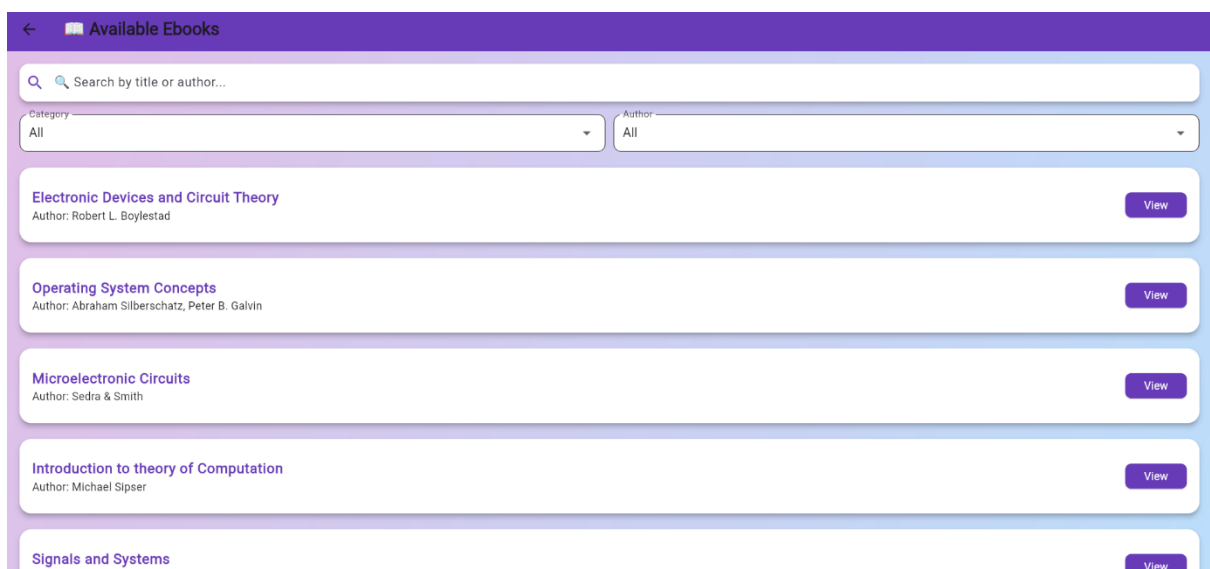 📖 Available Ebooks
🔍 Search by title or author...
Category
All
Author
All
Electronic Devices and Circuit Theory
Author: Robert L. Boylestad
View
Operating System Concepts
Author: Abraham Silberschatz, Peter B. Galvin
View
Microelectronic Circuits
Author: Sedra & Smith
View
Introduction to theory of Computation
Author: Michael Sipser
View
Signals and Systems
View